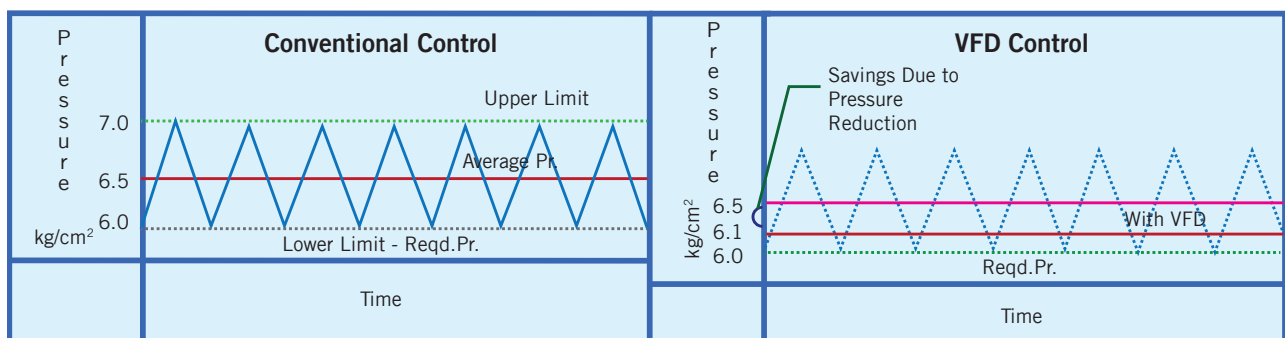 Pressure
Conventional Control
Upper Limit
7.0
Average Pr.
6.5
6.0
kg/cm²
Lower Limit - Reqd.Pr.
Time
Pressure
VFD Control
Savings Due to
Pressure
Reduction
kg/cm²
6.5
With VFD
6.1
6.0
Reqd.Pr.
Time